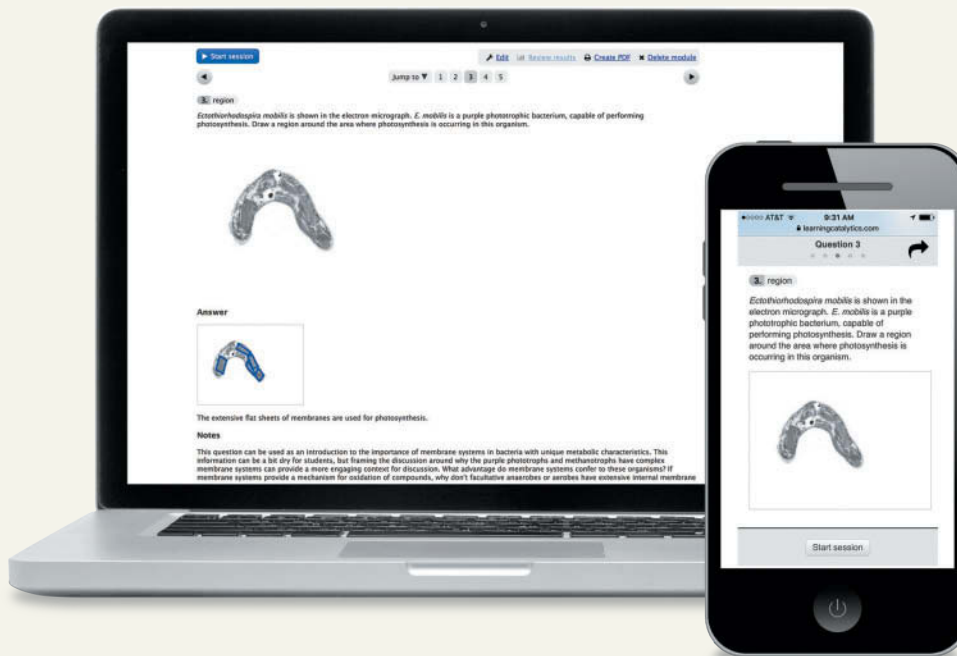 Start session
Edit Review results Create PDF Delete module
Jump to 1 2 3 4 5
3. region
Ectothiorhodospira mobilis is shown in the electron micrograph. E. mobilis is a purple phototrophic bacterium, capable of performing
photosynthesis. Draw a region around the area where photosynthesis is occurring in this organism.
Answer
The extensive flat sheets of membranes are used for photosynthesis.
Notes
This question can be used as an introduction to the importance of membrane systems in bacteria with unique metabolic characteristics. This
information can be a bit dry for students, but framing the discussion around why the purple phototrophs and methanotrophs have complex
membrane systems can provide a more engaging context for discussion. What advantage do membrane systems confer to these organisms? If
membrane systems provide a mechanism for oxidation of compounds, why don't facultative anaerobes or aerobes have extensive internal membrane
AT&T 9:31 AM
learningcatalytics.com
Question 3
3. region
Ectothiorhodospira mobilis is shown in the
electron micrograph. E. mobilis is a purple
phototrophic bacterium, capable of
performing photosynthesis. Draw a region
around the area where photosynthesis is
occurring in this organism.
Start session